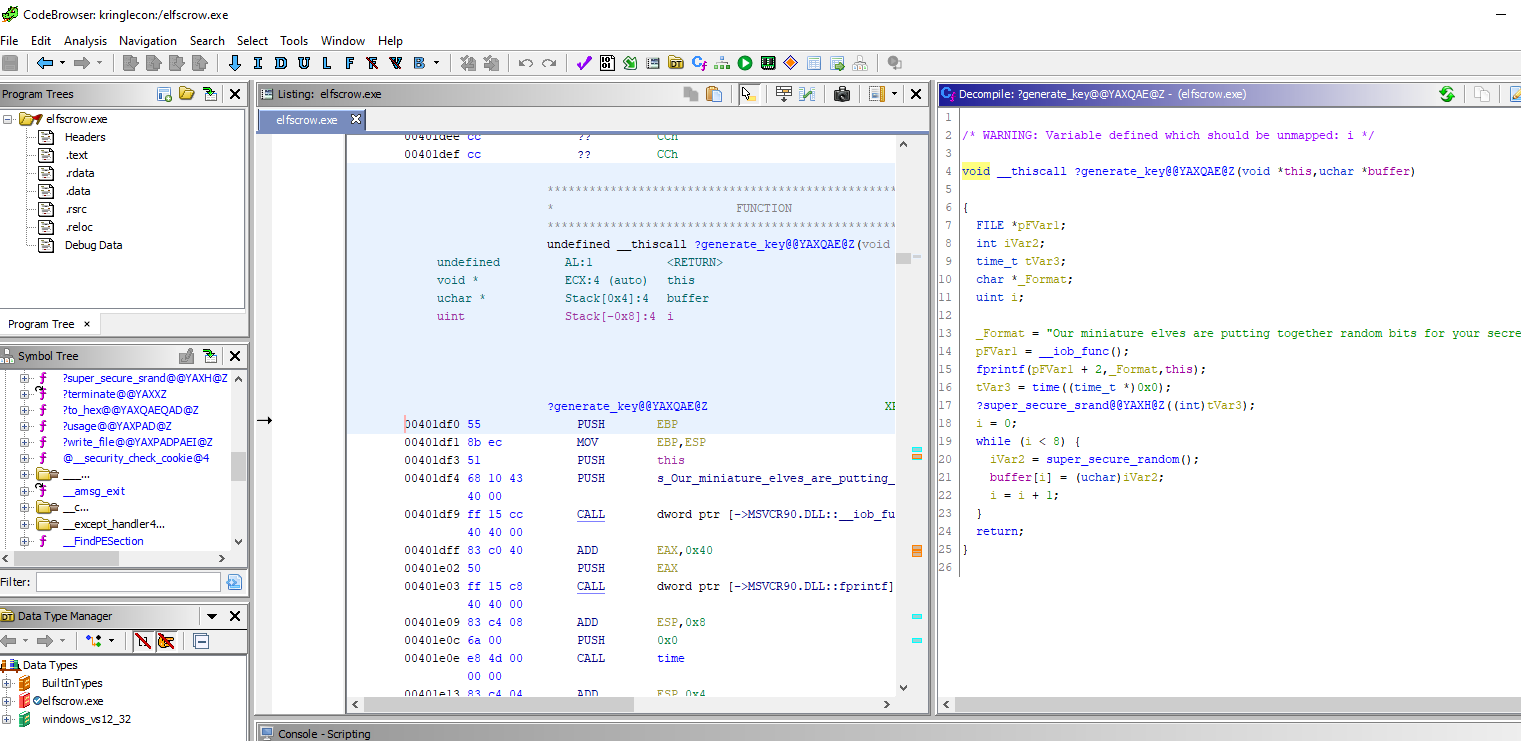 CodeBrowser: kringlecon:/elfscrow.exe
File Edit Analysis Navigation Search Select Tools Window Help
I D U L F B
Program Trees
elfscrow.exe
Headers
.text
.rdata
.data
.rsrc
.reloc
Debug Data
Program Tree ×
Symbol Tree
?super_secure_srand@@YAXH@Z
?terminate@@YAXXZ
?to_hex@@YAXQAEQAD@Z
?usage@@YAXPAD@Z
?write_file@@YAXPADPAEI@Z
@__security_check_cookie@4
___...
__amsg_exit
__c...
__except_handler4...
__FindPESection
Filter:
Data Type Manager
Data Types
BuiltInTypes
elfscrow.exe
windows_vs12_32
Listing: elfscrow.exe
elfscrow.exe
00401dee cc ?? CCh
00401def cc ?? CCh
**************************************************
* FUNCTION
**************************************************
undefined __thiscall ?generate_key@@YAXQAE@Z(void
undefined AL:1 <RETURN>
void * ECX:4 (auto) this
uchar * Stack[0x4]:4 buffer
uint Stack[-0x8]:4 i
?generate_key@@YAXQAE@Z
00401df0 55 PUSH EBP
00401df1 8b ec MOV EBP,ESP
00401df3 51 PUSH this
00401df4 68 10 43 PUSH s_Our_miniature_elves_are_putting_
40 00
00401df9 ff 15 cc CALL dword ptr [->MSVCR90.DLL::__iob_fu
40 40 00
00401dff 83 c0 40 ADD EAX,0x40
00401e02 50 PUSH EAX
00401e03 ff 15 c8 CALL dword ptr [->MSVCR90.DLL::fprintf]
40 40 00
00401e09 83 c4 08 ADD ESP,0x8
00401e0c 6a 00 PUSH 0x0
00401e0e e8 4d 00 CALL time
00 00
00401e13 83 c4 04 ADD ESP,0x4
Console - Scripting
Decompile: ?generate_key@@YAXQAE@Z - (elfscrow.exe)
1
2 /* WARNING: Variable defined which should be unmapped: i */
3
4 void __thiscall ?generate_key@@YAXQAE@Z(void *this,uchar *buffer)
5
6 {
7 FILE *pFVar1;
8 int iVar2;
9 time_t tVar3;
10 char *_Format;
11 uint i;
12
13 _Format = "Our miniature elves are putting together random bits for your secre
14 pFVar1 = __iob_func();
15 fprintf(pFVar1 + 2,_Format,this);
16 tVar3 = time((time_t *)0x0);
17 ?super_secure_srand@@YAXH@Z((int)tVar3);
18 i = 0;
19 while (i < 8) {
20 iVar2 = super_secure_random();
21 buffer[i] = (uchar)iVar2;
22 i = i + 1;
23 }
24 return;
25 }
26